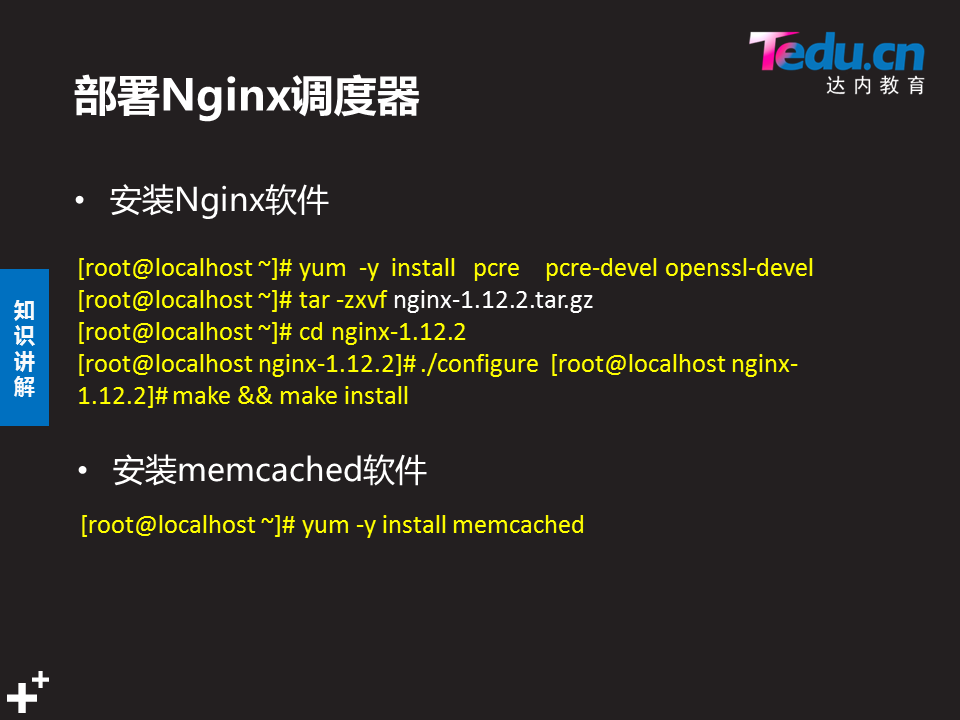 Tedu.cn
达内教育
部署Nginx调度器
• 安装Nginx软件
[root@localhost ~]# yum -y install pcre pcre-devel openssl-devel
[root@localhost ~]# tar -zxvf nginx-1.12.2.tar.gz
[root@localhost ~]# cd nginx-1.12.2
[root@localhost nginx-1.12.2]# ./configure [root@localhost nginx-
1.12.2]# make && make install
知识讲解
• 安装memcached软件
[root@localhost ~]# yum -y install memcached